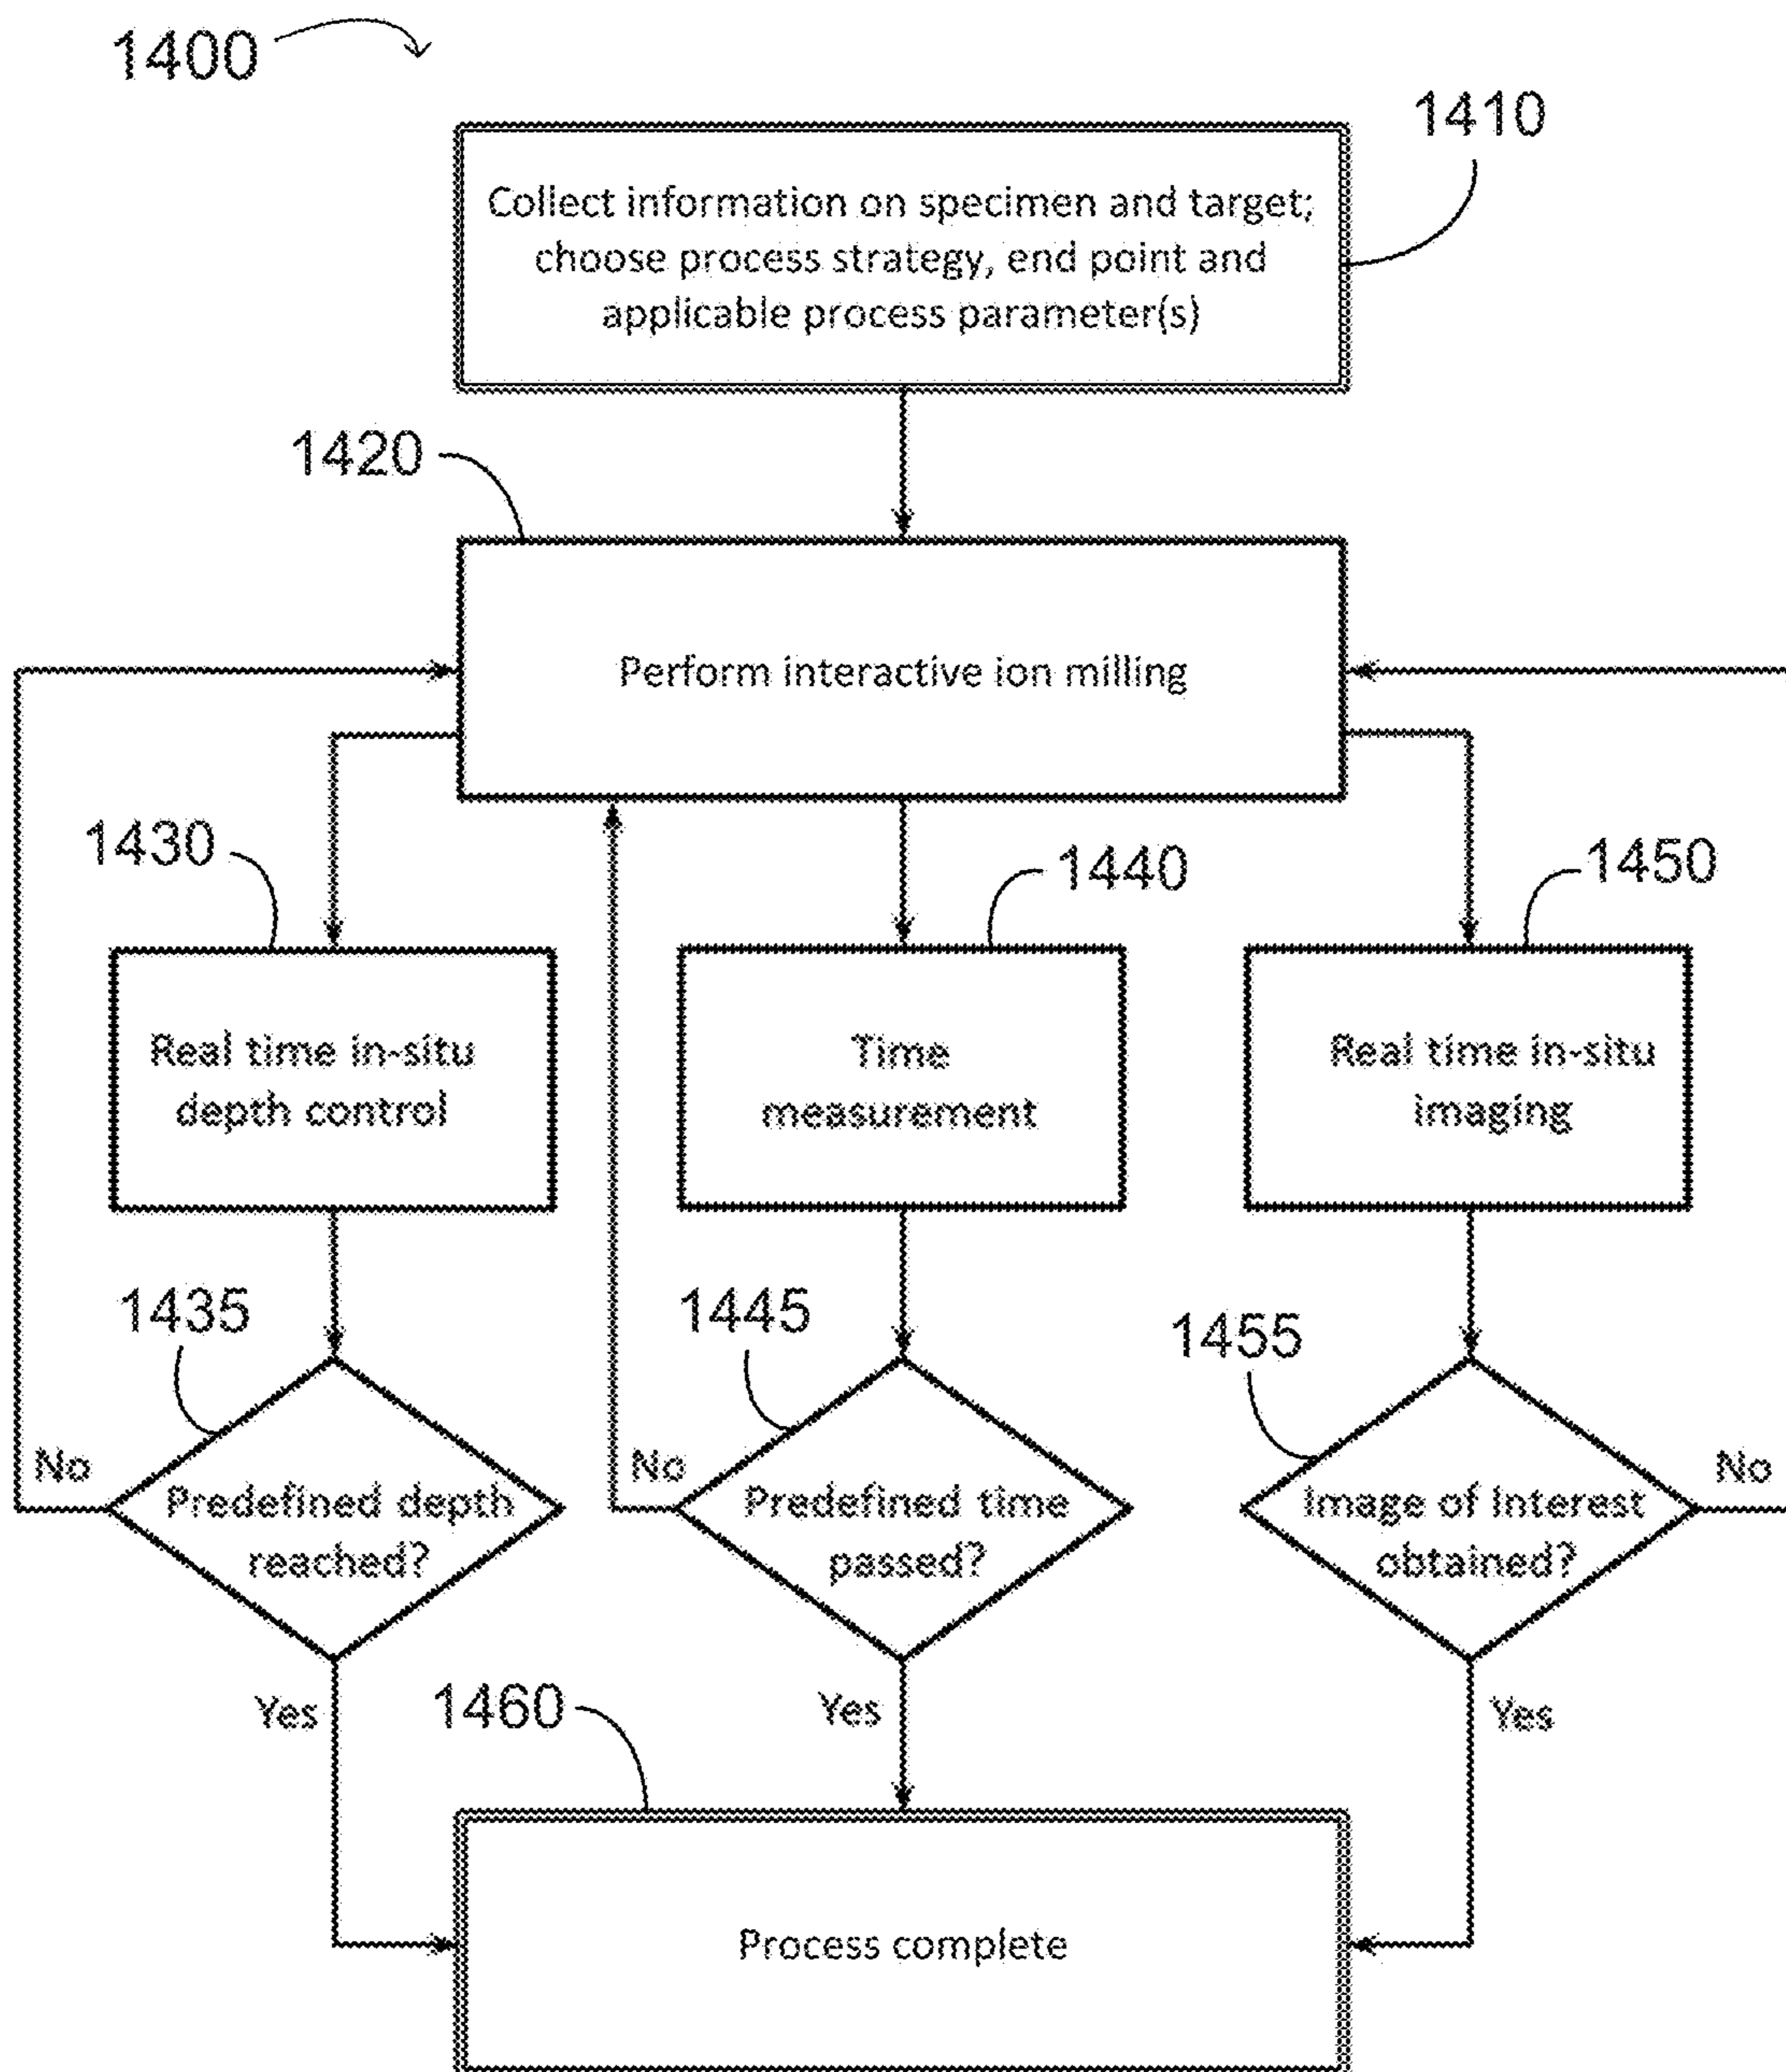 1400
1410
Collect information on specimen and target;
choose process strategy, end point and
applicable process parameter(s)
1420
Perform interactive ion milling
1430
1440
1450
Real time in-situ
depth control
Time
measurement
Real time in-situ
imaging
1435
1445
1455
No
Predefined depth
reached?
No
Predefined time
passed?
No
Image of Interest
obtained?
Yes
1460
Yes
Yes
Process complete